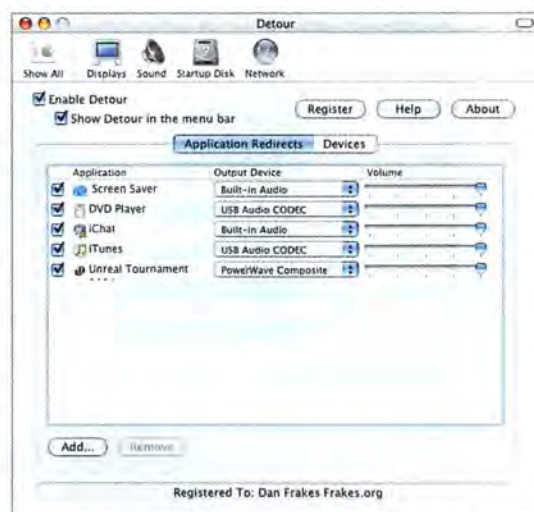 Detour
Show All Displays Sound Startup Disk Network
Enable Detour
Show Detour in the menu bar
Register Help About
Application Redirects Devices
Application Output Device Volume
Screen Saver Built-in Audio
DVD Player USB Audio CODEC
iChat Built-in Audio
iTunes USB Audio CODEC
Unreal Tournament PowerWave Composite
Add... Remove
Registered To: Dan Frakes Frakes.org